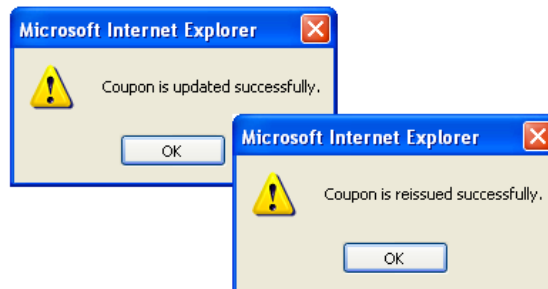 Microsoft Internet Explorer
Coupon is updated successfully.
OK
Microsoft Internet Explorer
Coupon is reissued successfully.
OK